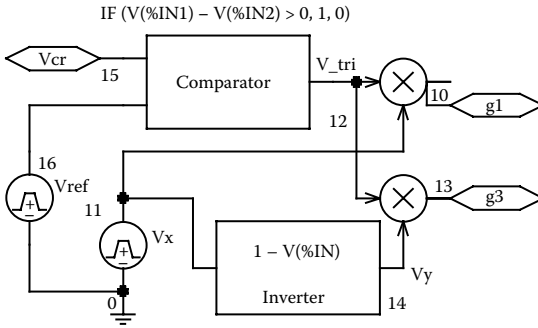 IF (V(%IN1) – V(%IN2) > 0, 1, 0)
Vcr
15
Comparator
V_tri
10
g1
12
16
Vref
11
Vx
13
g3
1 – V(%IN)
Inverter
Vy
14
0